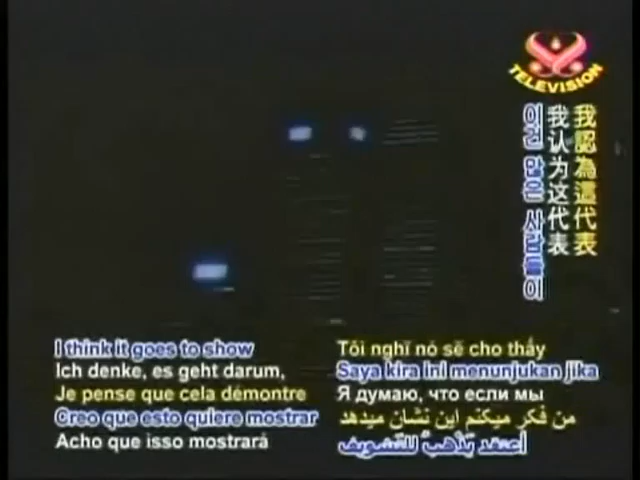 TELEVISION
我認為這代表
我认为这代表
이건 많은 사람들이
I think it goes to show
Ich denke, es geht darum,
Je pense que cela démontre
Creo que esto quiere mostrar
Acho que isso mostrará
Tôi nghĩ nó sẽ cho thấy
Saya kira ini menunjukan jika
Я думаю, что если мы
من فکر میکنم این نشان میدهد
أعتقد يَذْهبُ للتشويف